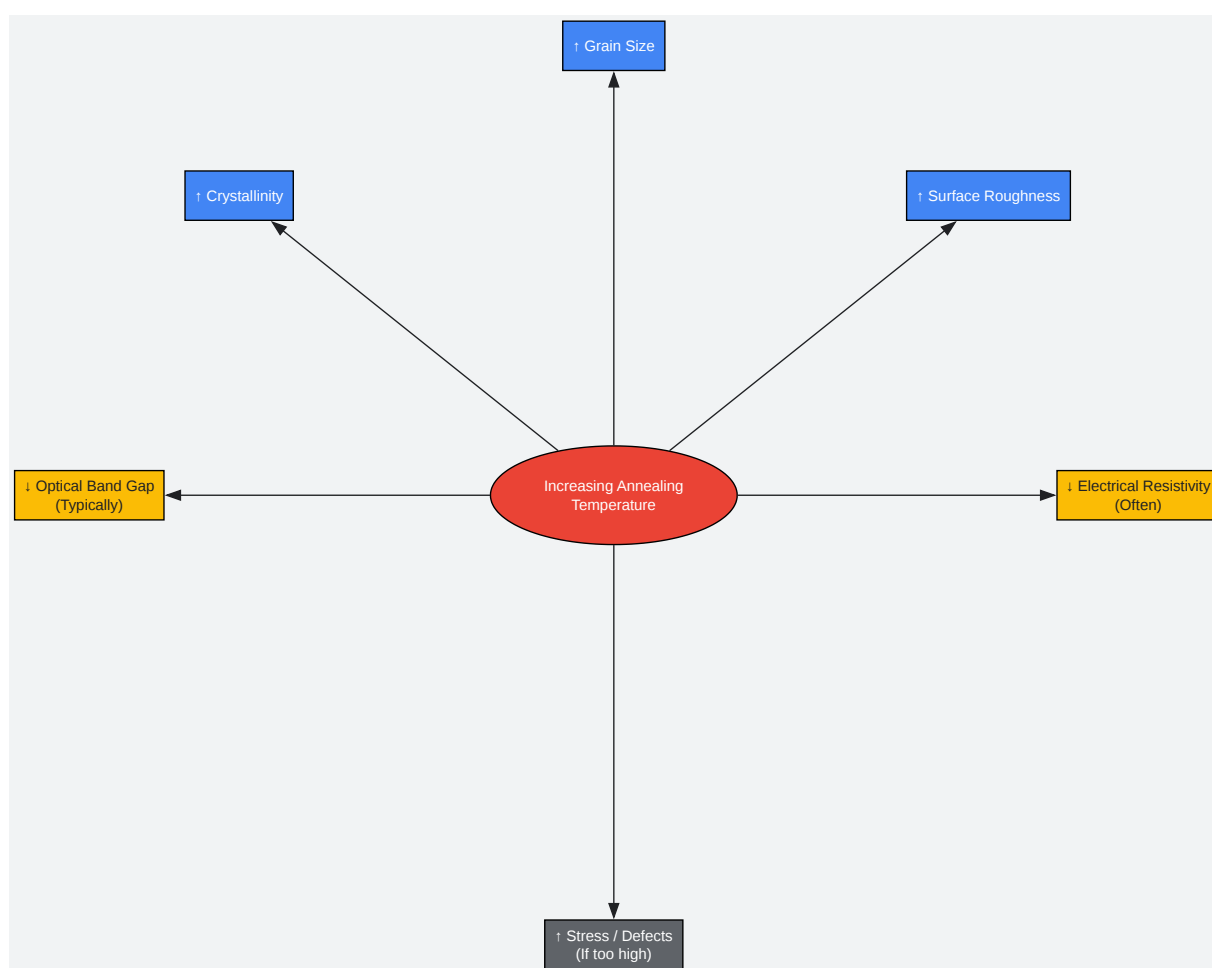 ↑ Grain Size
↑ Crystallinity
↑ Surface Roughness
↓ Optical Band Gap
(Typically)
Increasing Annealing
Temperature
↓ Electrical Resistivity
(Often)
↑ Stress / Defects
(If too high)